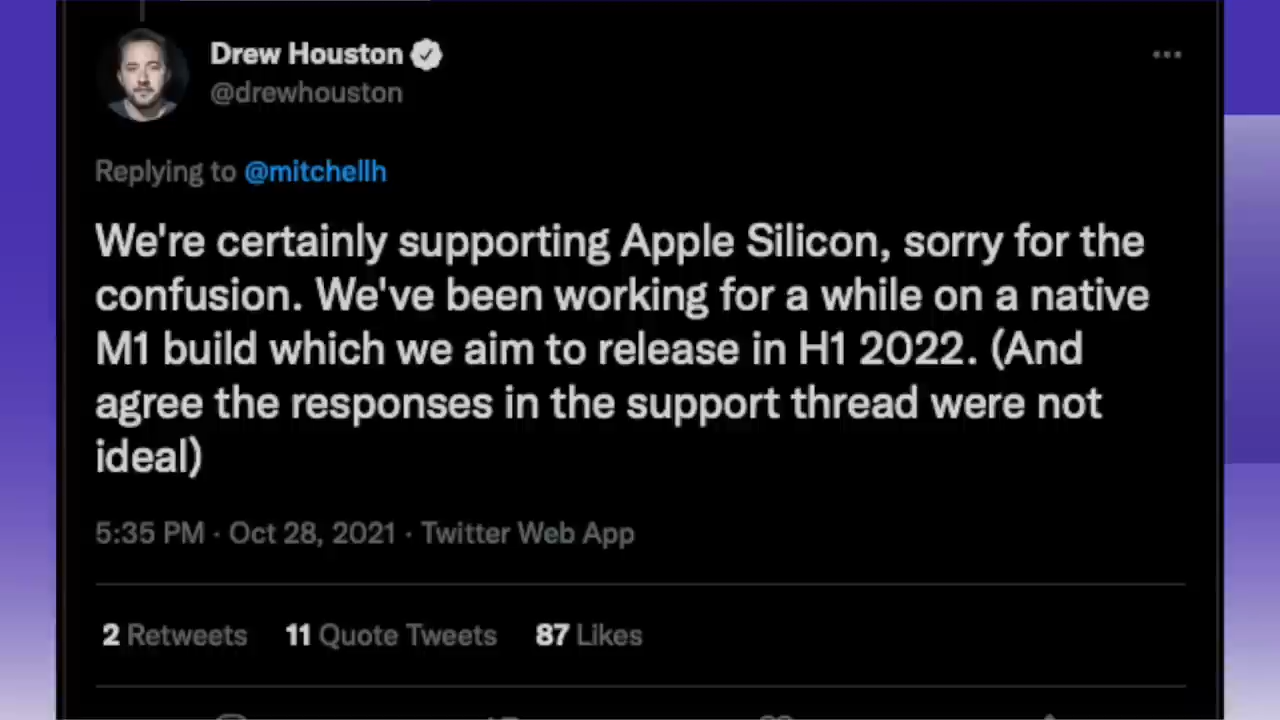 Drew Houston
@drewhouston
Replying to @mitchellh
We're certainly supporting Apple Silicon, sorry for the
confusion. We've been working for a while on a native
M1 build which we aim to release in H1 2022. (And
agree the responses in the support thread were not
ideal)
5:35 PM · Oct 28, 2021 · Twitter Web App
2 Retweets 11 Quote Tweets 87 Likes